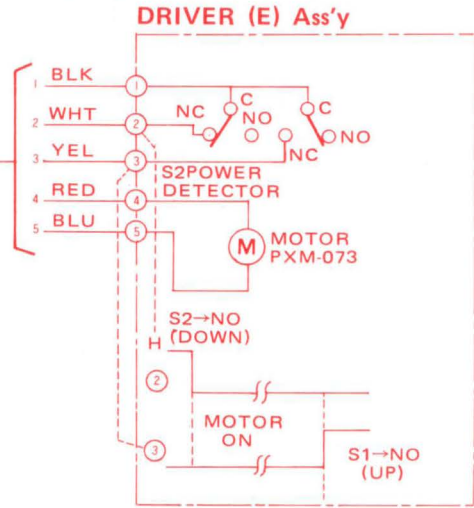 DRIVER (E) Ass'y
1 BLK 1
2 WHT 2
3 YEL 3
4 RED 4
5 BLU 5
NC C NO
C NO
NC
S2POWER
DETECTOR
M MOTOR
PXM-073
S2→NO
(DOWN)
H
2
MOTOR
ON
3
S1→NO
(UP)